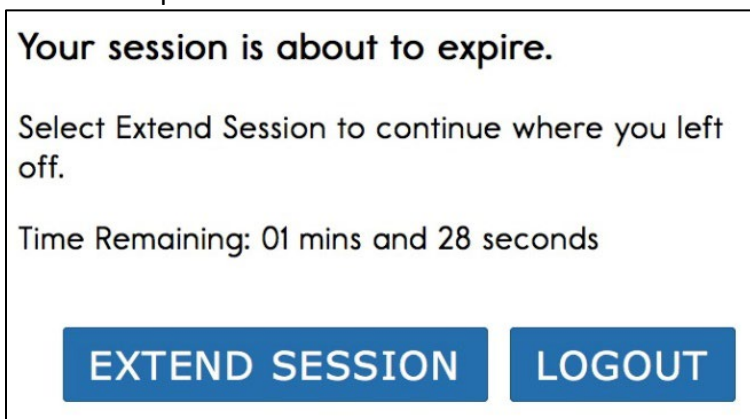 Your session is about to expire.
Select Extend Session to continue where you left
off.
Time Remaining: 01 mins and 28 seconds
EXTEND SESSION LOGOUT